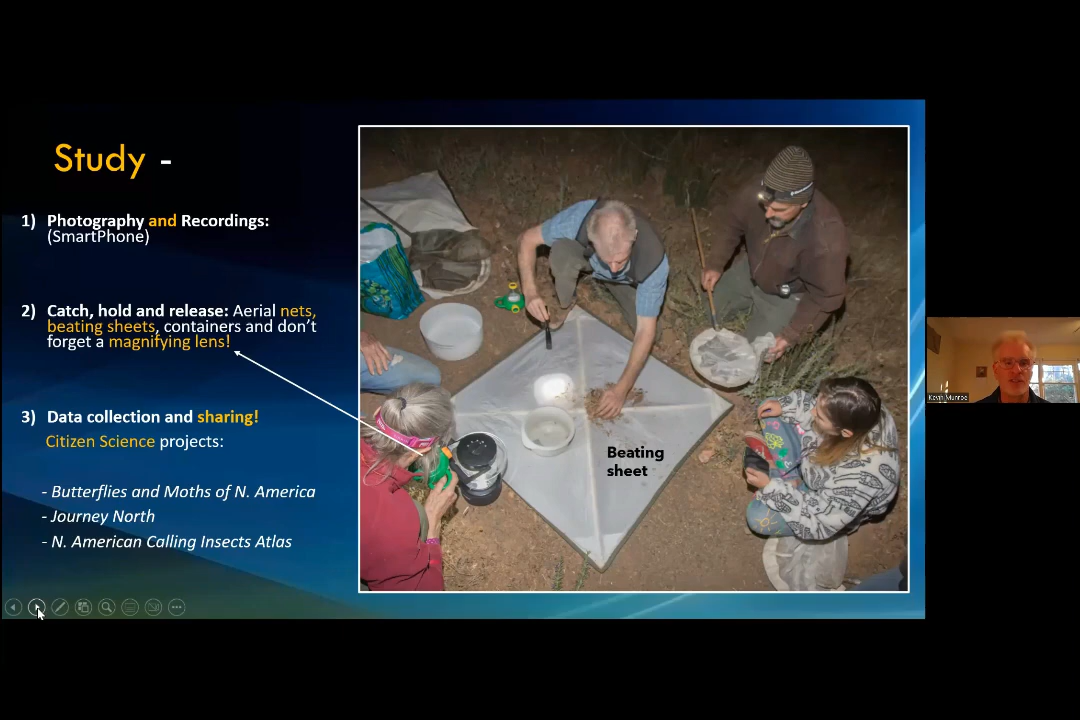 Study -
1) Photography and Recordings:
(SmartPhone)
2) Catch, hold and release: Aerial nets,
beating sheets, containers and don't
forget a magnifying lens!
3) Data collection and sharing!
Citizen Science projects:
- Butterflies and Moths of N. America
- Journey North
- N. American Calling Insects Atlas
Beating
sheet
Kevin Munroe